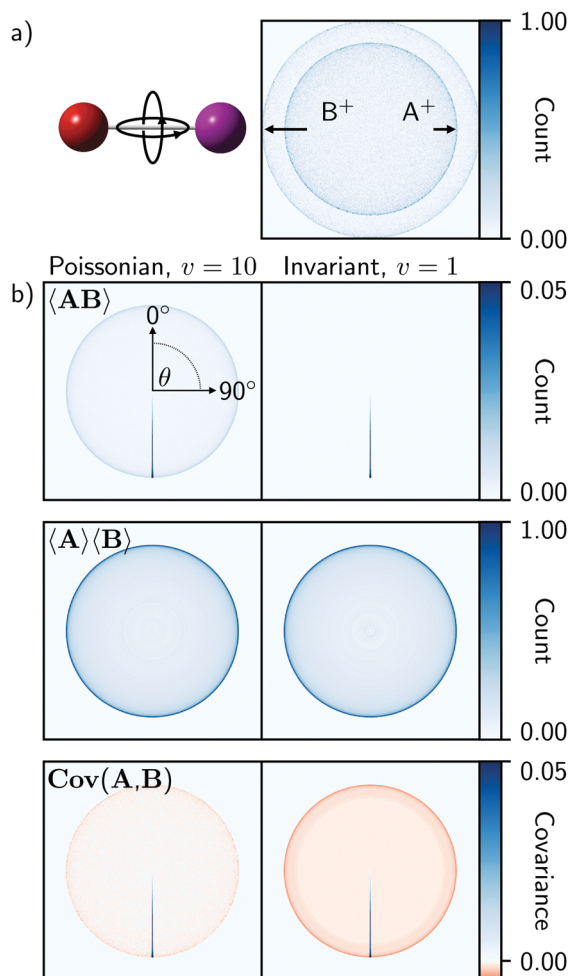 a)
1.00
B⁺
A⁺
Count
0.00
Poissonian, v = 10
Invariant, v = 1
b)
⟨AB⟩
0.05
0°
θ
90°
Count
0.00
⟨A⟩⟨B⟩
1.00
Count
0.00
Cov(A,B)
0.05
Covariance
0.00